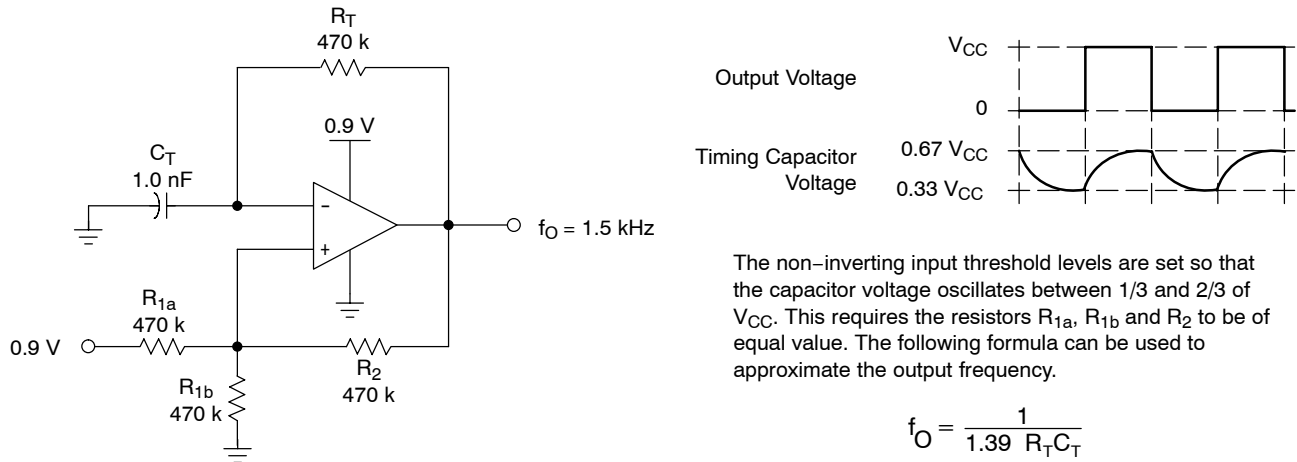 R_T
470 k
0.9 V
C_T
1.0 nF
−
+
f_O = 1.5 kHz
R_1a
470 k
0.9 V
R_1b
470 k
R_2
470 k
Output Voltage
V_CC
0
Timing Capacitor
Voltage
0.67 V_CC
0.33 V_CC
The non−inverting input threshold levels are set so that
the capacitor voltage oscillates between 1/3 and 2/3 of
V_CC. This requires the resistors R_1a, R_1b and R_2 to be of
equal value. The following formula can be used to
approximate the output frequency.
f_O = 1 / 1.39 R_TC_T